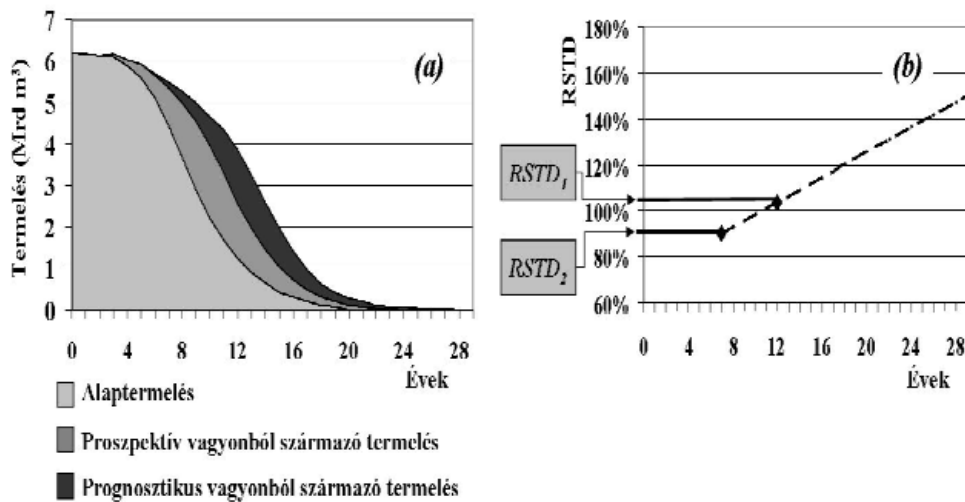 Termelés (Mrd m³)
7
6
5
4
3
2
1
0
(a)
0 4 8 12 16 20 24 28
Évek
Alaptermelés
Proszpektív vagyonból származó termelés
Prognosztikus vagyonból származó termelés
RSTD
180%
160%
140%
120%
100%
80%
60%
(b)
RSTD₁
RSTD₂
0 4 8 12 16 20 24 28
Évek